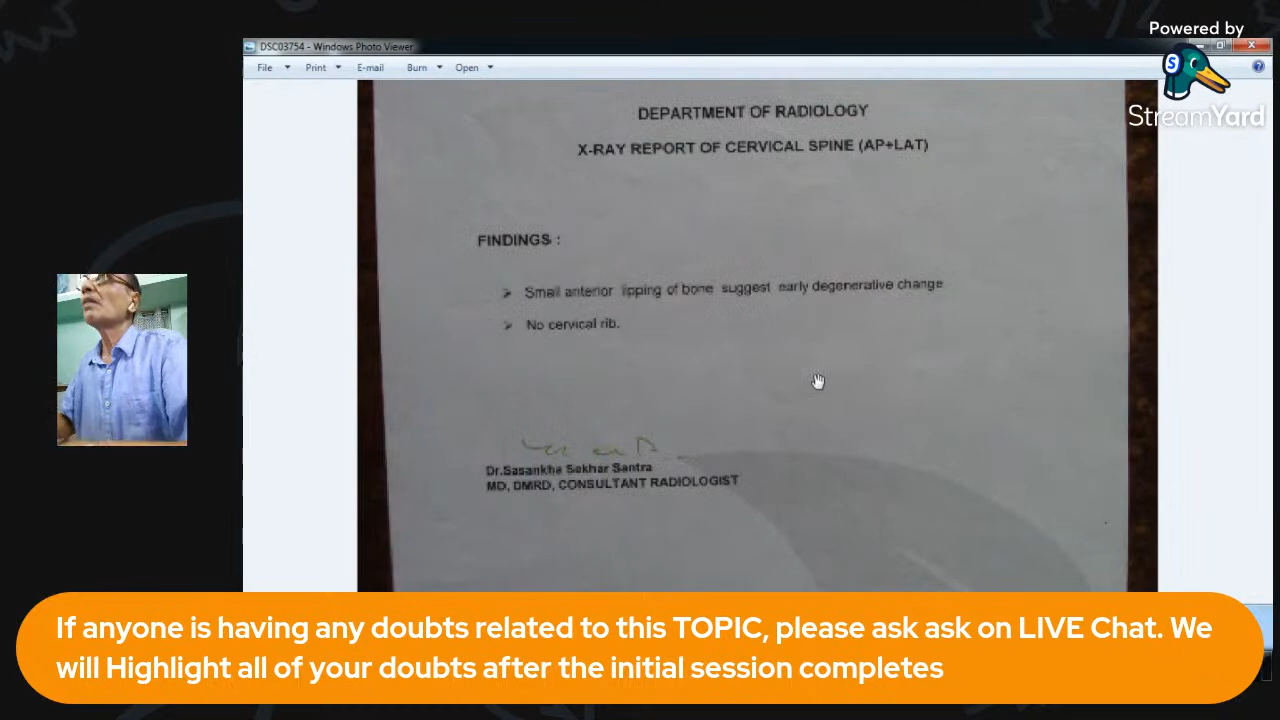 Powered by
StreamYard
DSC03754 - Windows Photo Viewer
File Print E-mail Burn Open
DEPARTMENT OF RADIOLOGY
X-RAY REPORT OF CERVICAL SPINE (AP+LAT)
FINDINGS :
Small anterior lipping of bone suggest early degenerative change
No cervical rib.
Dr.Sasankha Sekhar Santra
MD, DMRD, CONSULTANT RADIOLOGIST
If anyone is having any doubts related to this TOPIC, please ask ask on LIVE Chat. We
will Highlight all of your doubts after the initial session completes